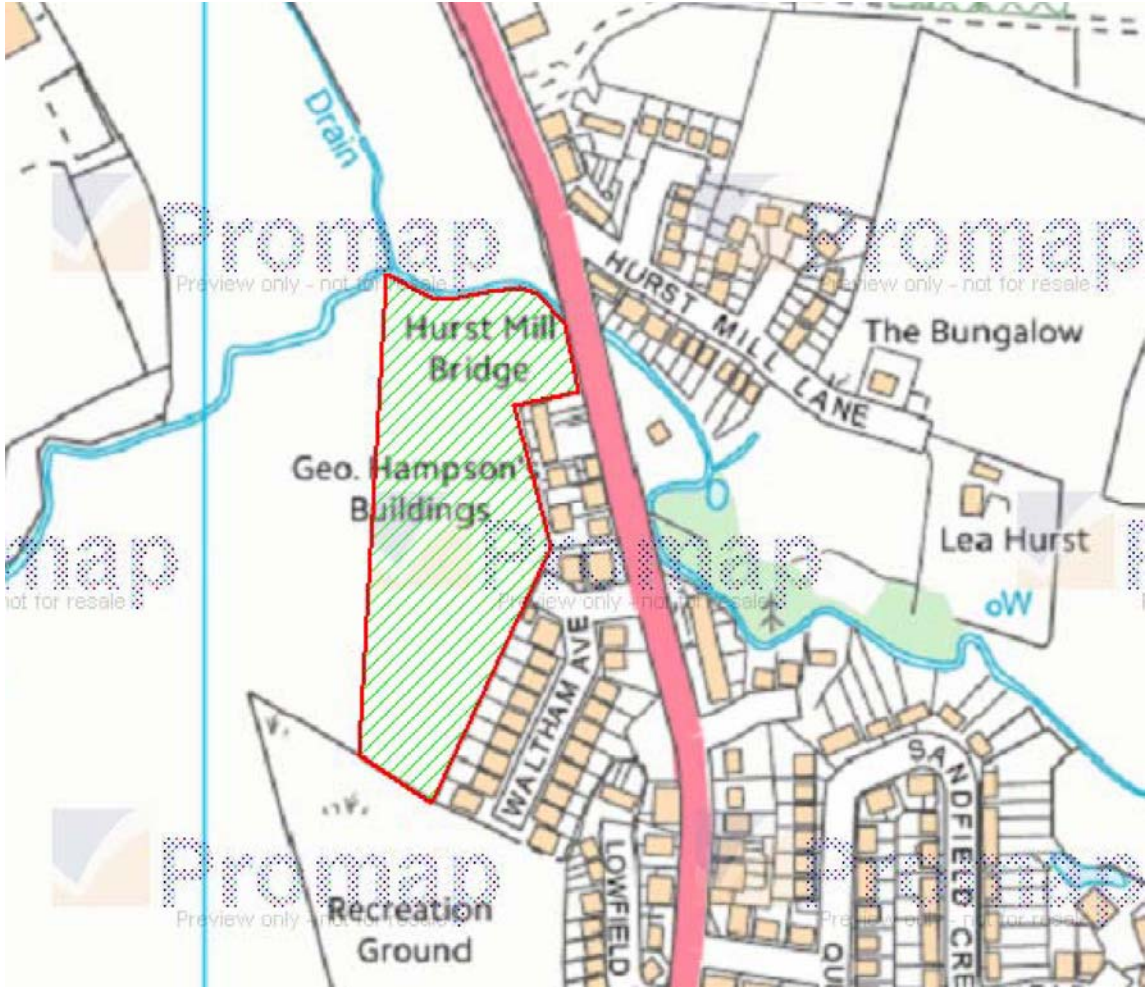 Drain
Promap
Preview only - not for resale
Promap
Preview only - not for resale
HURST MILL LANE
Hurst Mill
Bridge
The Bungalow
Geo. Hampson's
Buildings
Lea Hurst
map
not for resale
Promap
Preview only - not for resale
oW
WALTHAM AVE
SANDFIELD CRE
LOWFIELD
QU
Promap
Preview only - not for resale
Promap
Preview only - not for resale
Recreation
Ground